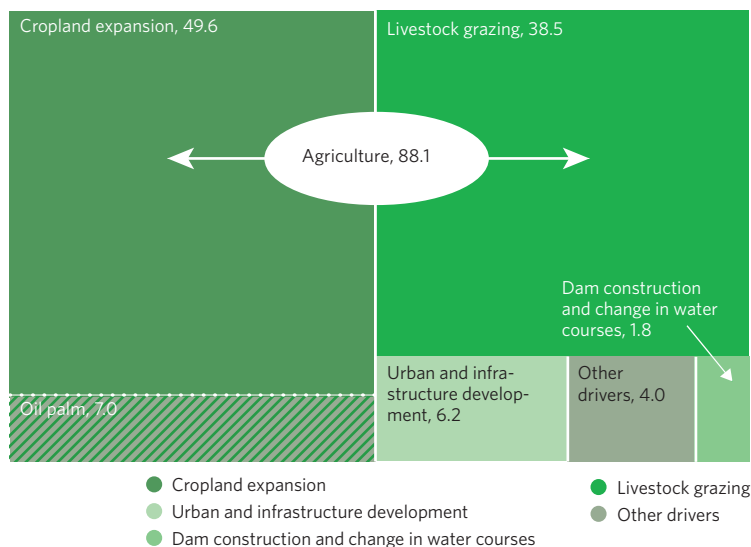 Cropland expansion, 49.6
Livestock grazing, 38.5
Agriculture, 88.1
Dam construction
and change in water
courses, 1.8
Oil palm, 7.0
Urban and infra-
structure develop-
ment, 6.2
Other
drivers, 4.0
Cropland expansion
Urban and infrastructure development
Dam construction and change in water courses
Livestock grazing
Other drivers